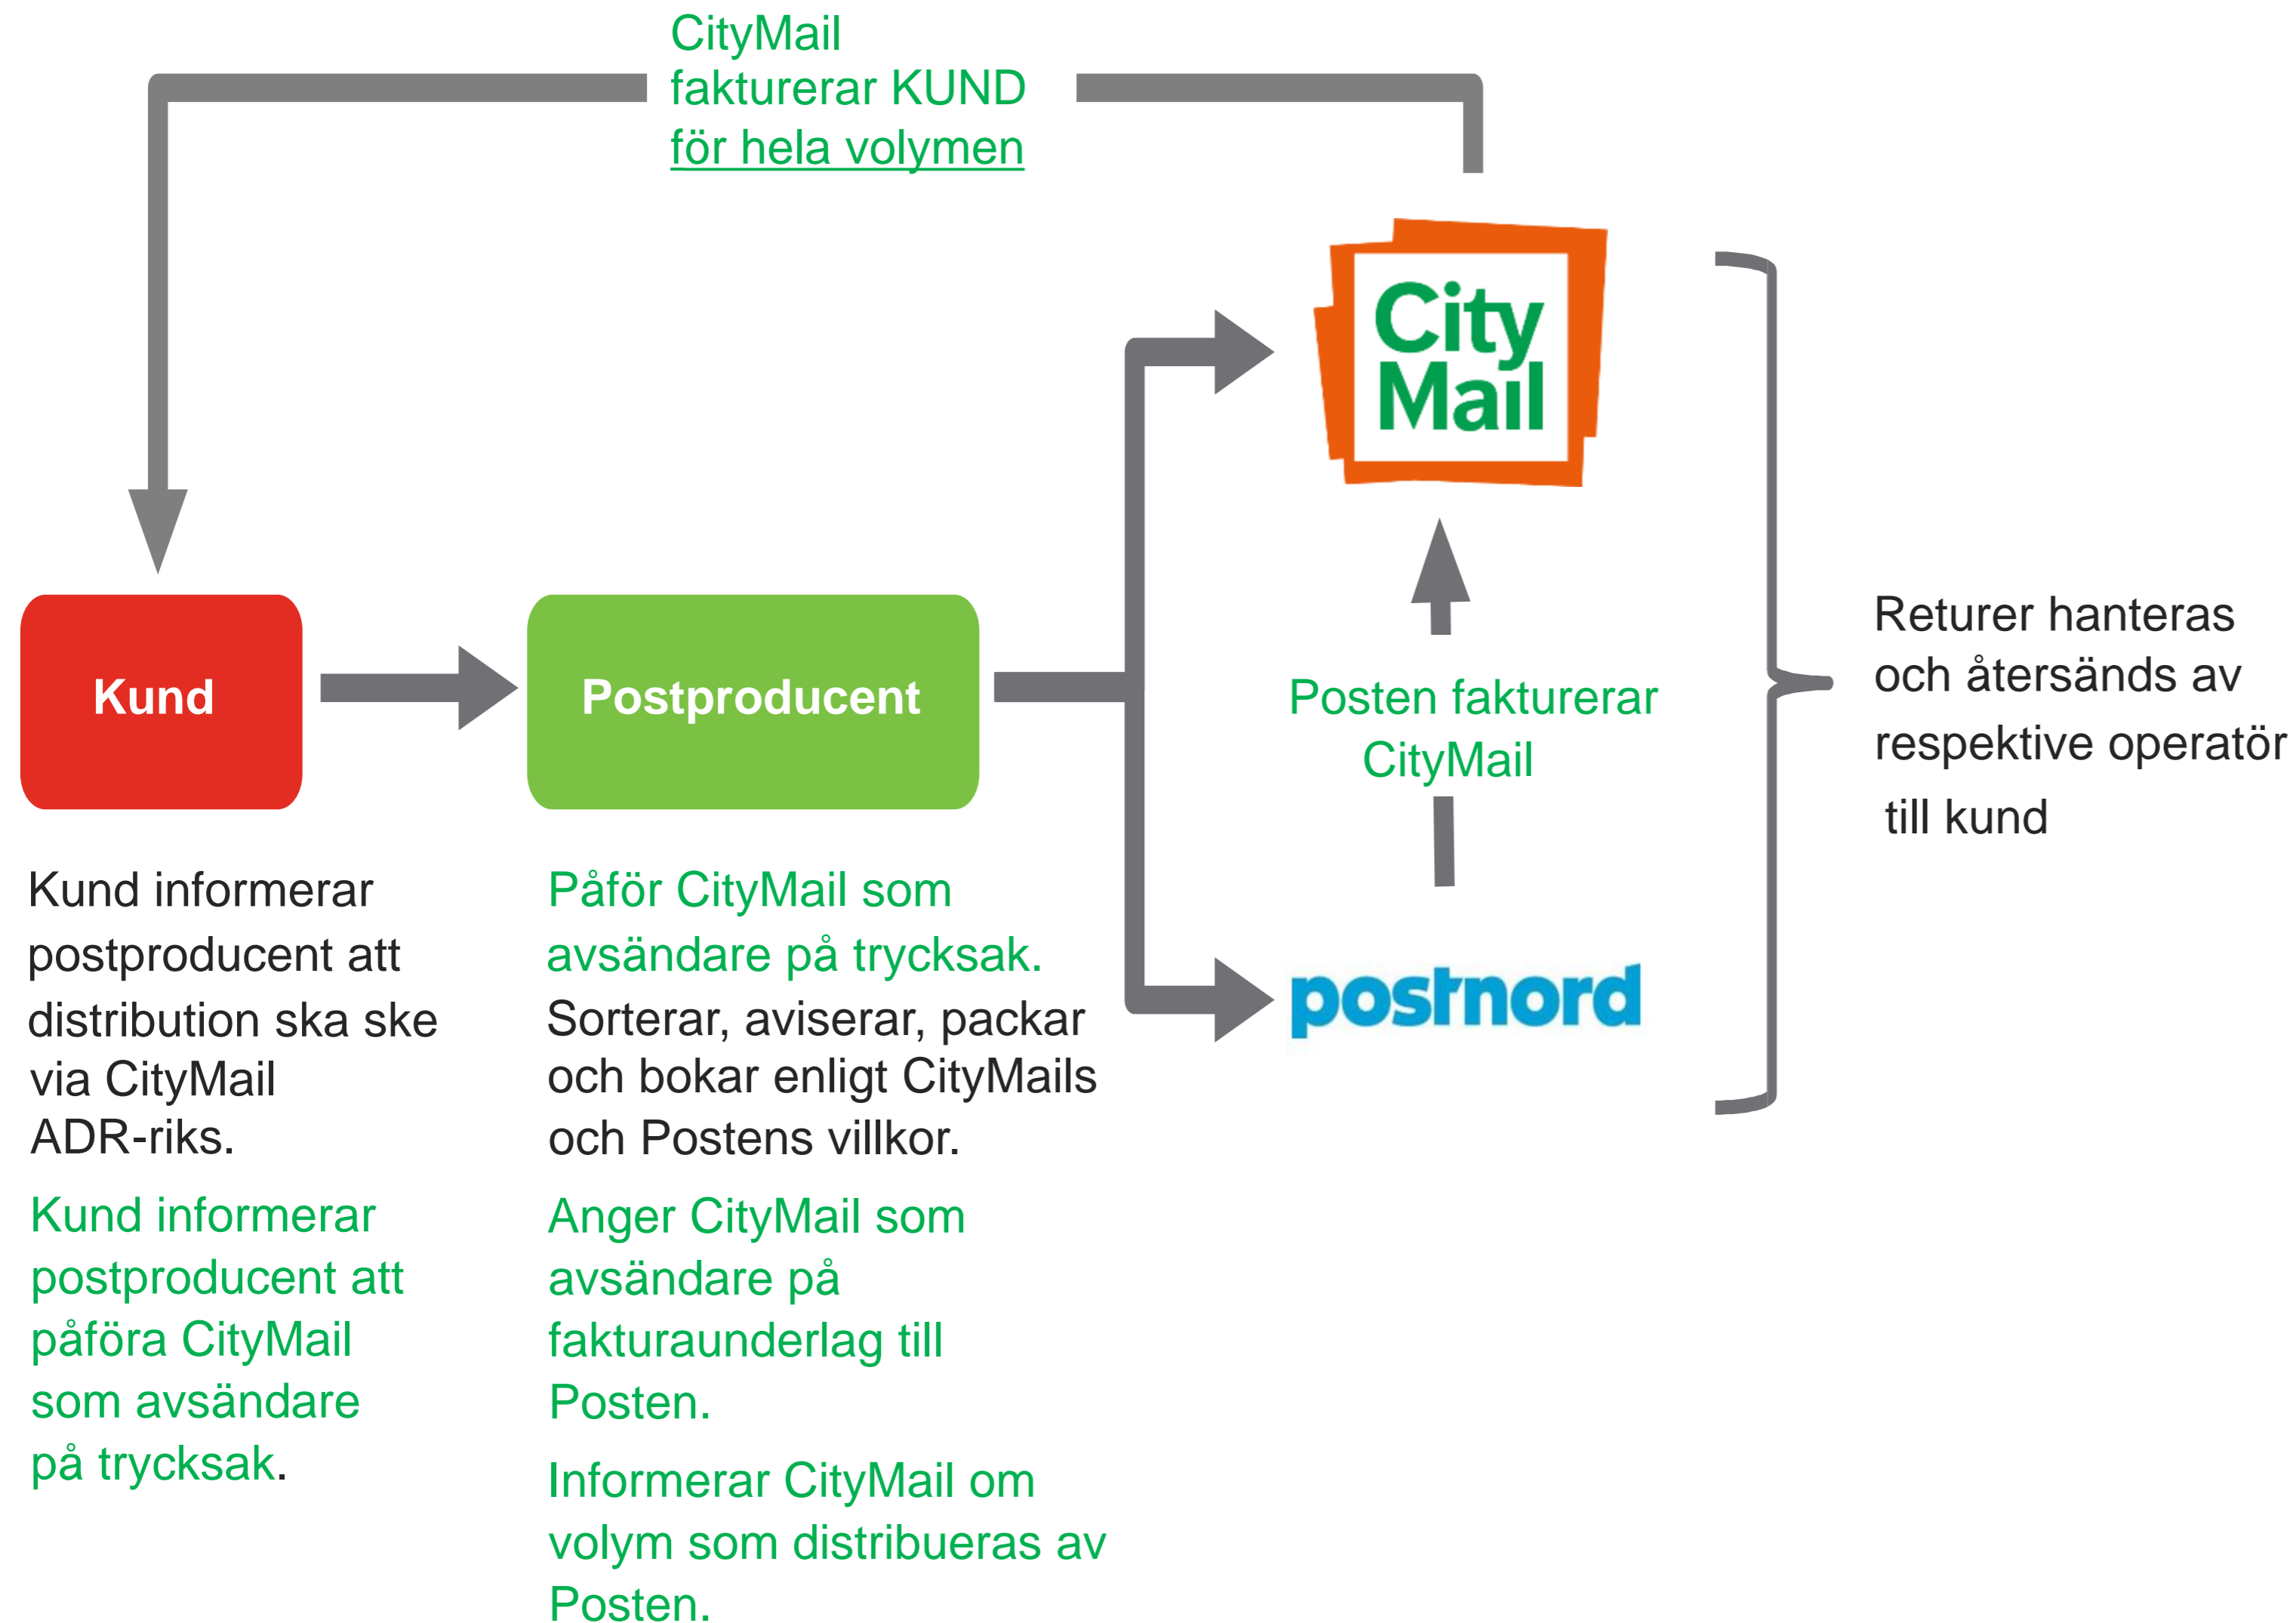 CityMail
fakturerar KUND
för hela volymen
City
Mail
Kund
Postproducent
Posten fakturerar
CityMail
postnord
Returer hanteras
och återsänds av
respektive operatör
till kund
Kund informerar
postproducent att
distribution ska ske
via CityMail
ADR-riks.
Kund informerar
postproducent att
påföra CityMail
som avsändare
på trycksak.
Påför CityMail som
avsändare på trycksak.
Sorterar, aviserar, packar
och bokar enligt CityMails
och Postens villkor.
Anger CityMail som
avsändare på
fakturaunderlag till
Posten.
Informerar CityMail om
volym som distribueras av
Posten.